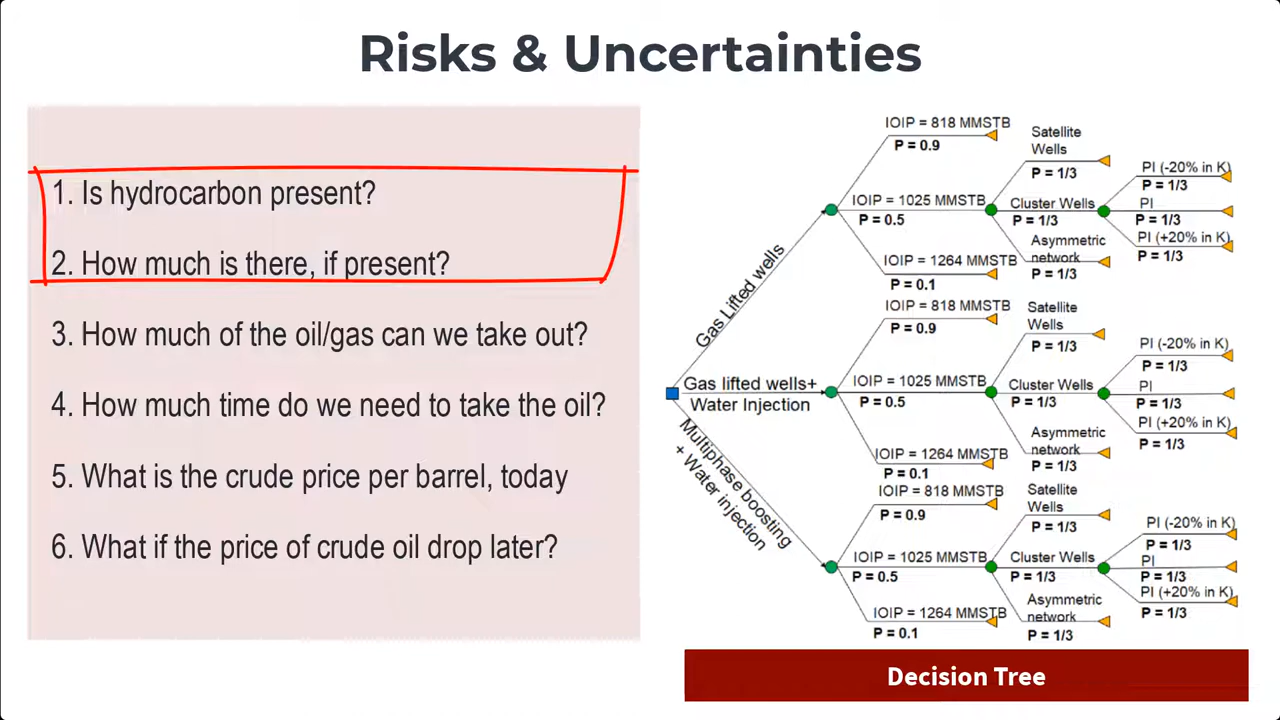 Risks & Uncertainties
1. Is hydrocarbon present?
2. How much is there, if present?
3. How much of the oil/gas can we take out?
4. How much time do we need to take the oil?
5. What is the crude price per barrel, today
6. What if the price of crude oil drop later?
Gas Lifted wells
IOIP = 818 MMSTB
P = 0.9
IOIP = 1025 MMSTB
P = 0.5
IOIP = 1264 MMSTB
P = 0.1
Satellite
Wells
P = 1/3
Cluster Wells
P = 1/3
Asymmetric
network
P = 1/3
PI (-20% in K)
P = 1/3
PI
P = 1/3
PI (+20% in K)
P = 1/3
Gas lifted wells+
Water Injection
IOIP = 818 MMSTB
P = 0.9
IOIP = 1025 MMSTB
P = 0.5
IOIP = 1264 MMSTB
P = 0.1
Satellite
Wells
P = 1/3
Cluster Wells
P = 1/3
Asymmetric
network
P = 1/3
PI (-20% in K)
P = 1/3
PI
P = 1/3
PI (+20% in K)
P = 1/3
Multiphase boosting
+ Water injection
IOIP = 818 MMSTB
P = 0.9
IOIP = 1025 MMSTB
P = 0.5
IOIP = 1264 MMSTB
P = 0.1
Satellite
Wells
P = 1/3
Cluster Wells
P = 1/3
Asymmetric
network
P = 1/3
PI (-20% in K)
P = 1/3
PI
P = 1/3
PI (+20% in K)
P = 1/3
Decision Tree